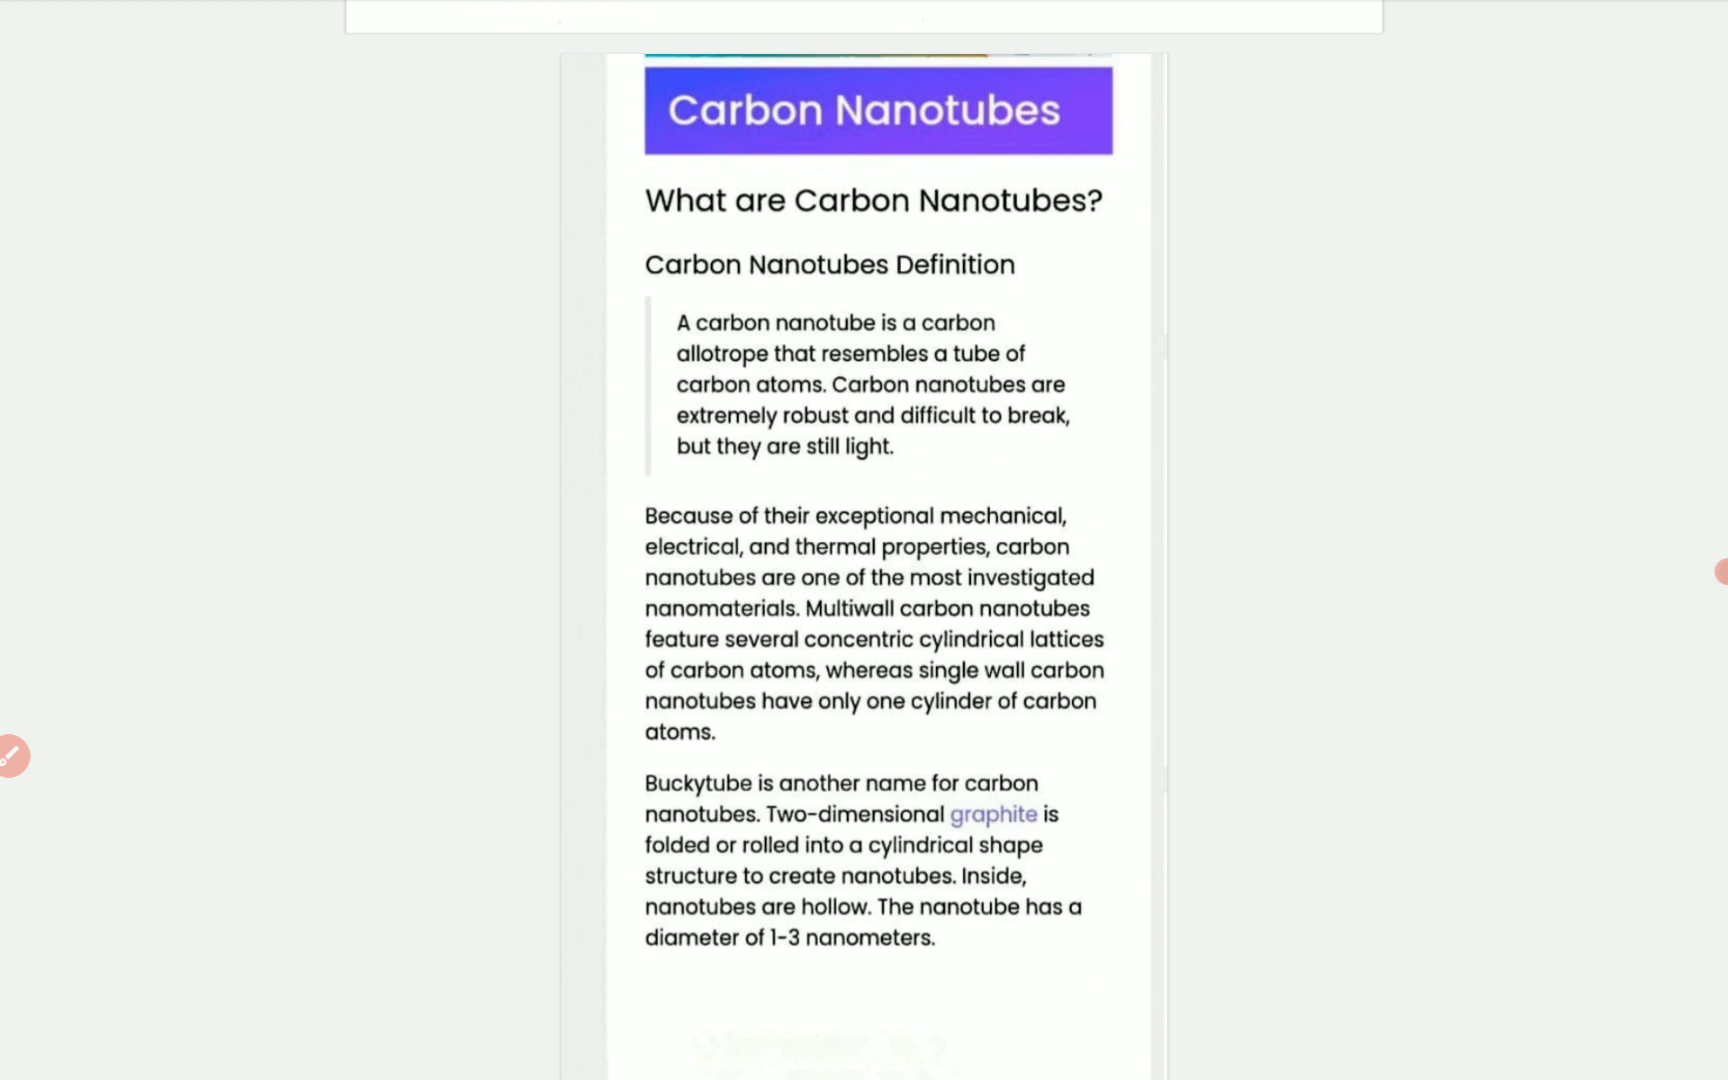 Carbon Nanotubes
What are Carbon Nanotubes?
Carbon Nanotubes Definition
A carbon nanotube is a carbon
allotrope that resembles a tube of
carbon atoms. Carbon nanotubes are
extremely robust and difficult to break,
but they are still light.
Because of their exceptional mechanical,
electrical, and thermal properties, carbon
nanotubes are one of the most investigated
nanomaterials. Multiwall carbon nanotubes
feature several concentric cylindrical lattices
of carbon atoms, whereas single wall carbon
nanotubes have only one cylinder of carbon
atoms.
Buckytube is another name for carbon
nanotubes. Two-dimensional graphite is
folded or rolled into a cylindrical shape
structure to create nanotubes. Inside,
nanotubes are hollow. The nanotube has a
diameter of 1-3 nanometers.